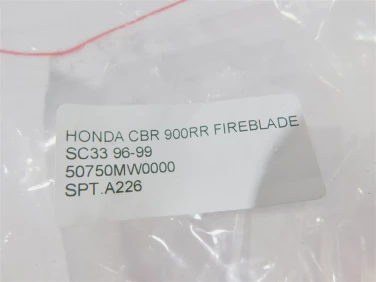 HONDA CBR 900RR FIREBLADE
SC33 96-99
50750MW0000
SPT.A226